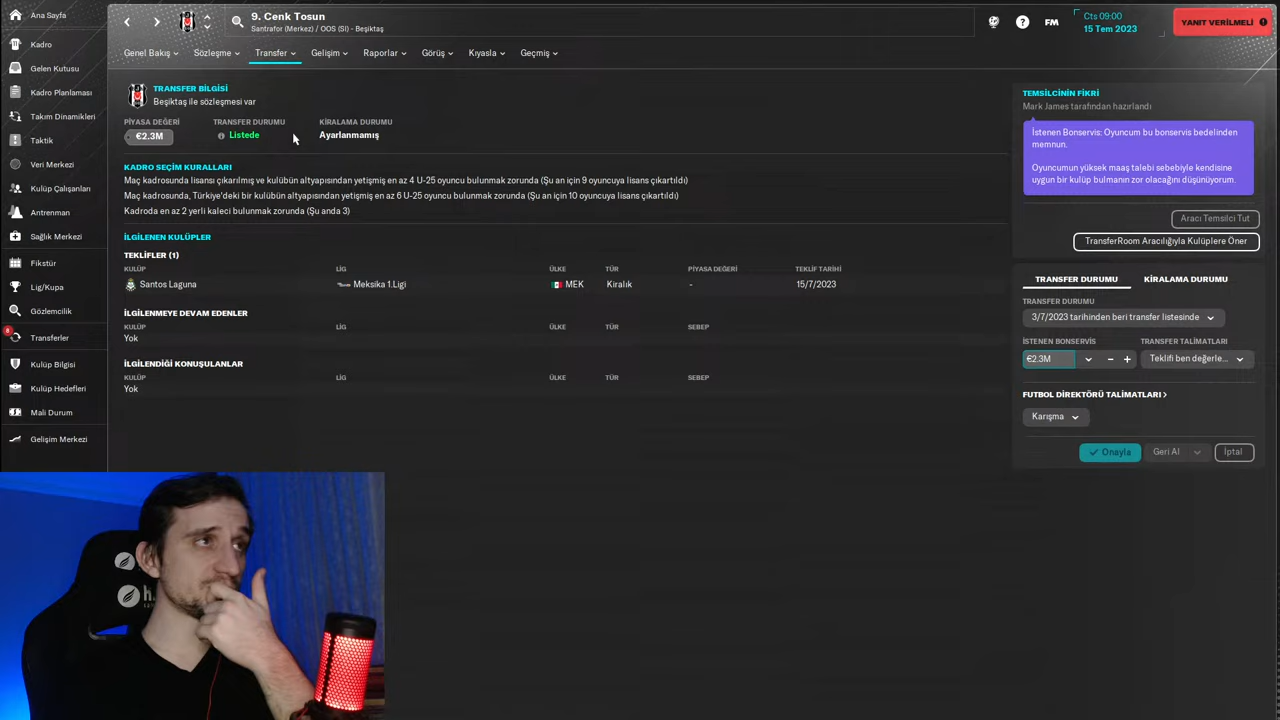 Ana Sayfa
Kadro
Gelen Kutusu
Kadro Planlaması
Takım Dinamikleri
Taktik
Veri Merkezi
Kulüp Çalışanları
Antrenman
Sağlık Merkezi
Fikstür
Lig/Kupa
Gözlemcilik
8
Transferler
Kulüp Bilgisi
Kulüp Hedefleri
Mali Durum
Gelişim Merkezi
9. Cenk Tosun
Santrafor (Merkez) / OOS (Sl) - Beşiktaş
FM
Cts 09:00
15 Tem 2023
YANIT VERİLMELİ
Genel Bakış
Sözleşme
Transfer
Gelişim
Raporlar
Görüş
Kıyasla
Geçmiş
TRANSFER BİLGİSİ
Beşiktaş ile sözleşmesi var
PİYASA DEĞERİ TRANSFER DURUMU KİRALAMA DURUMU
€2.3M Listede Ayarlanmamış
KADRO SEÇİM KURALLARI
Maç kadrosunda lisansı çıkarılmış ve kulübün altyapısından yetişmiş en az 4 U-25 oyuncu bulunmak zorunda (Şu an için 9 oyuncuya lisans çıkartıldı)
Maç kadrosunda, Türkiye'deki bir kulübün altyapısından yetişmiş en az 6 U-25 oyuncu bulunmak zorunda (Şu an için 10 oyuncuya lisans çıkartıldı)
Kadroda en az 2 yerli kaleci bulunmak zorunda (Şu anda 3)
İLGİLENEN KULÜPLER
TEKLİFLER (1)
KULÜP LİG ÜLKE TÜR PİYASA DEĞERİ TEKLİF TARİHİ
Santos Laguna Meksika 1.Ligi MEK Kiralık - 15/7/2023
İLGİLENMEYE DEVAM EDENLER
KULÜP LİG ÜLKE TÜR SEBEP
Yok
İLGİLENDİĞİ KONUŞULANLAR
KULÜP LİG ÜLKE TÜR SEBEP
Yok
TEMSİLCİNİN FİKRİ
Mark James tarafından hazırlandı
İstenen Bonservis: Oyuncum bu bonservis bedelinden
memnun.
Oyuncumun yüksek maaş talebi sebebiyle kendisine
uygun bir kulüp bulmanın zor olacağını düşünüyorum.
Aracı Temsilci Tut
TransferRoom Aracılığıyla Kulüplere Öner
TRANSFER DURUMU KİRALAMA DURUMU
TRANSFER DURUMU
3/7/2023 tarihinden beri transfer listesinde
İSTENEN BONSERVİS TRANSFER TALİMATLARI
€2.3M Teklifi ben değerle...
FUTBOL DİREKTÖRÜ TALİMATLARI
Karışma
Onayla Geri Al İptal